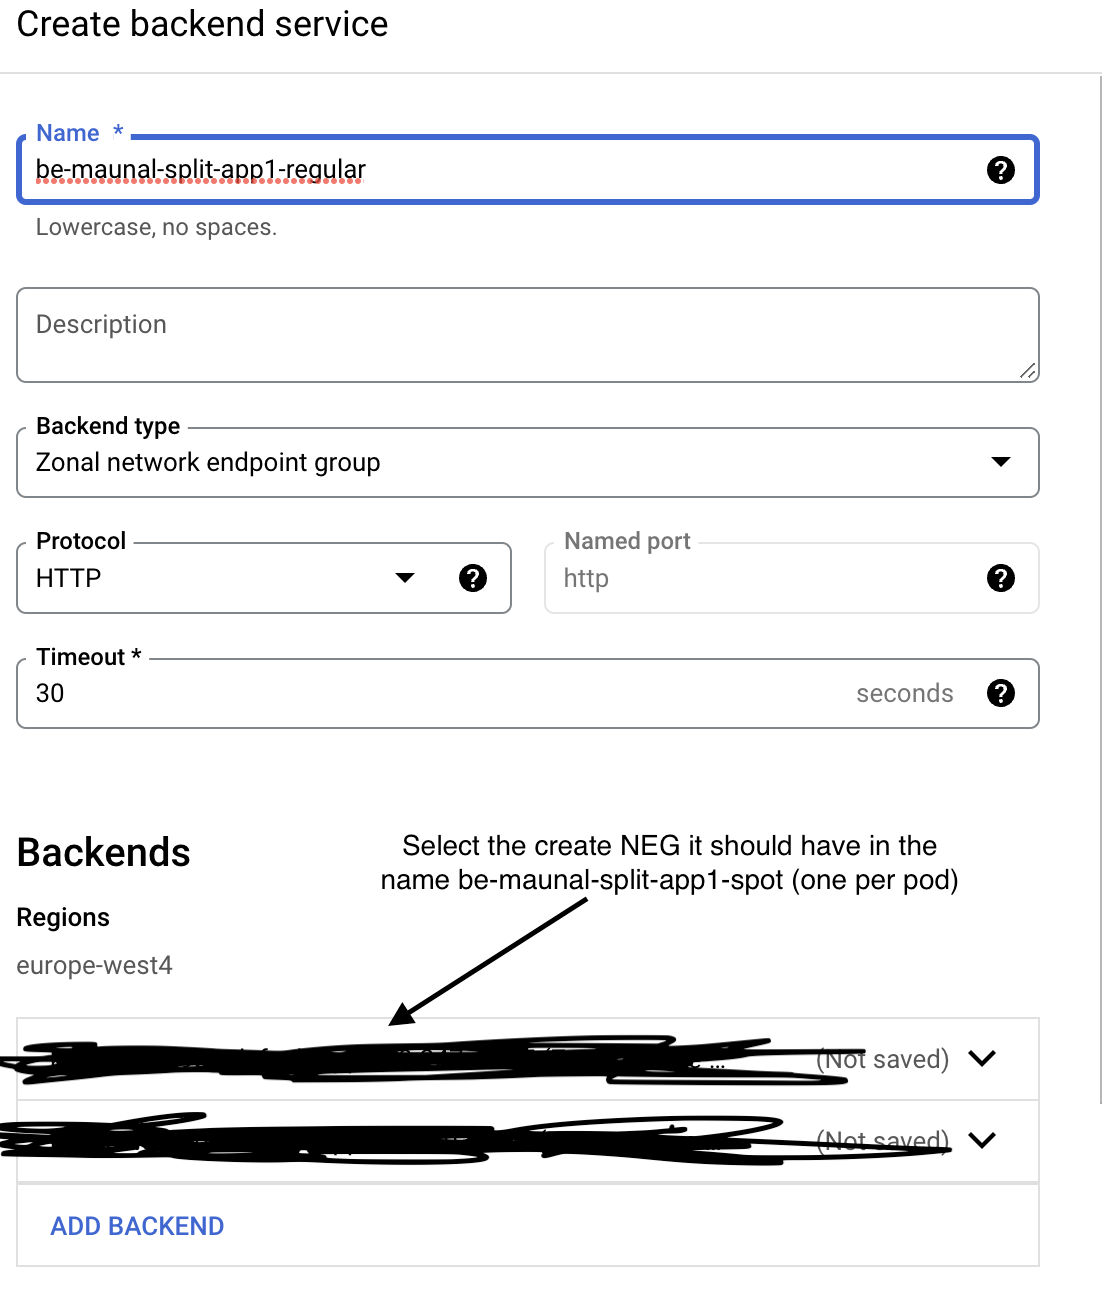 Create backend service
Name *
be-maunal-split-app1-regular
Lowercase, no spaces.
Description
Backend type
Zonal network endpoint group
Protocol
HTTP
Named port
http
Timeout *
30
seconds
Backends
Select the create NEG it should have in the
name be-maunal-split-app1-spot (one per pod)
Regions
europe-west4
(Not saved)
(Not saved)
ADD BACKEND